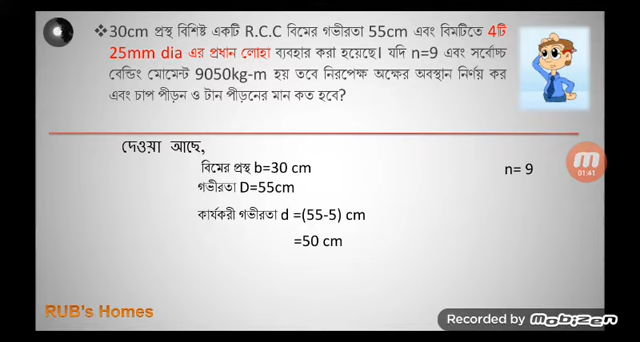 ❖30cm প্রস্থ বিশিষ্ট একটি R.C.C বিমের গভীরতা 55cm এবং বিমটিতে 4টি
25mm dia এর প্রধান লোহা ব্যবহার করা হয়েছে। যদি n=9 এবং সর্বোচ্চ
বেন্ডিং মোমেন্ট 9050kg-m হয় তবে নিরপেক্ষ অক্ষের অবস্থান নির্ণয় কর
এবং চাপ পীড়ন ও টান পীড়নের মান কত হবে?
দেওয়া আছে,
বিমের প্রস্থ b=30 cm
n= 9
গভীরতা D=55cm
কার্যকরী গভীরতা d =(55-5) cm
=50 cm
01:41
RUB's Homes
Recorded by Mobizen